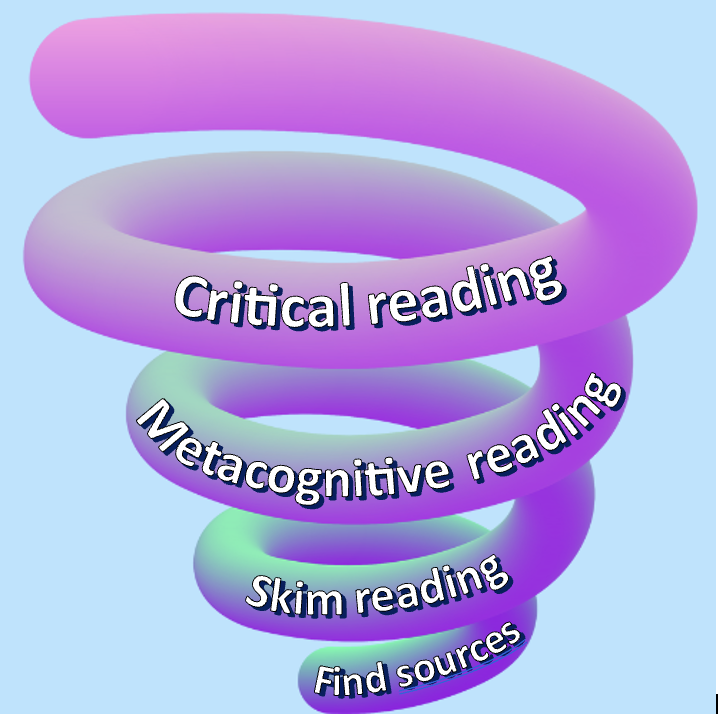 Critical reading
Metacognitive reading
Skim reading
Find sources